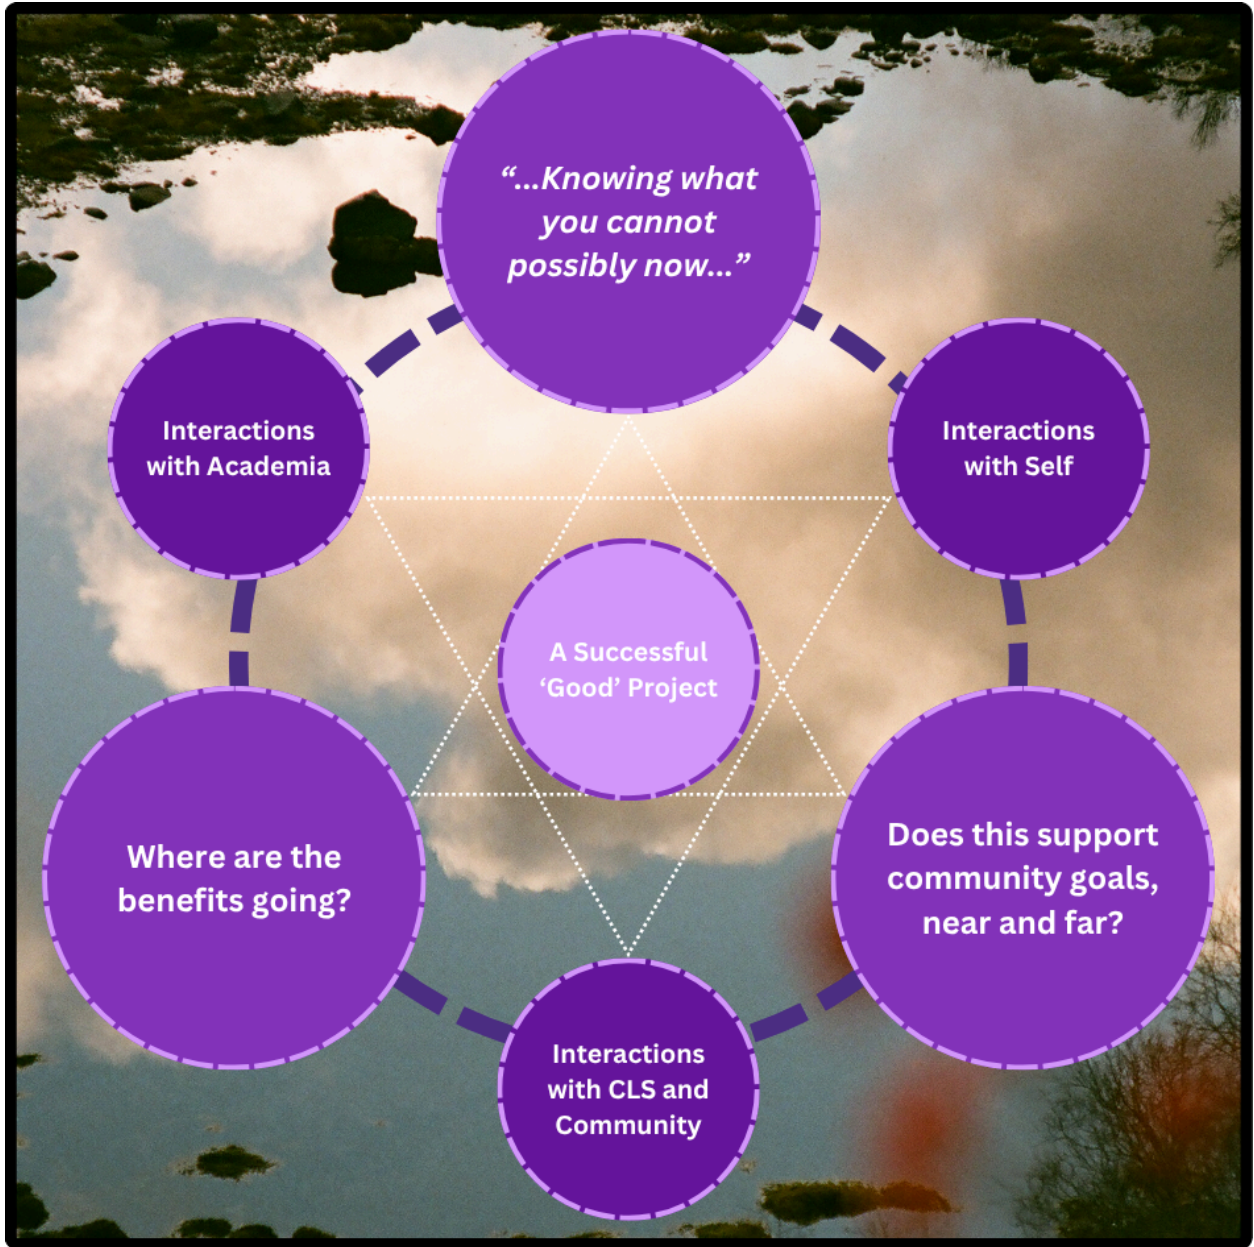 “...Knowing what
you cannot
possibly now...”
Interactions
with Academia
Interactions
with Self
A Successful
‘Good’ Project
Where are the
benefits going?
Does this support
community goals,
near and far?
Interactions
with CLS and
Community